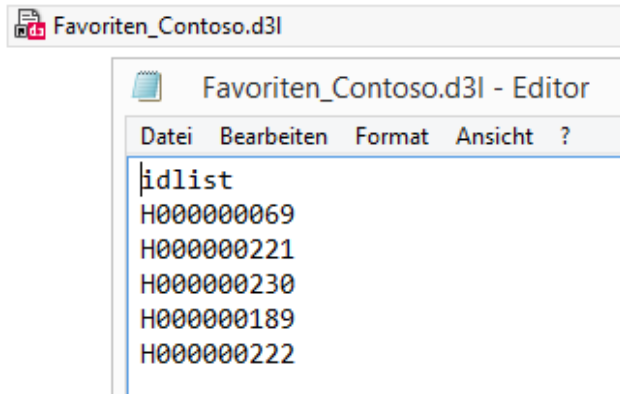 Favoriten_Contoso.d3l
Favoriten_Contoso.d3l - Editor
Datei Bearbeiten Format Ansicht ?
idlist
H000000069
H000000221
H000000230
H000000189
H000000222